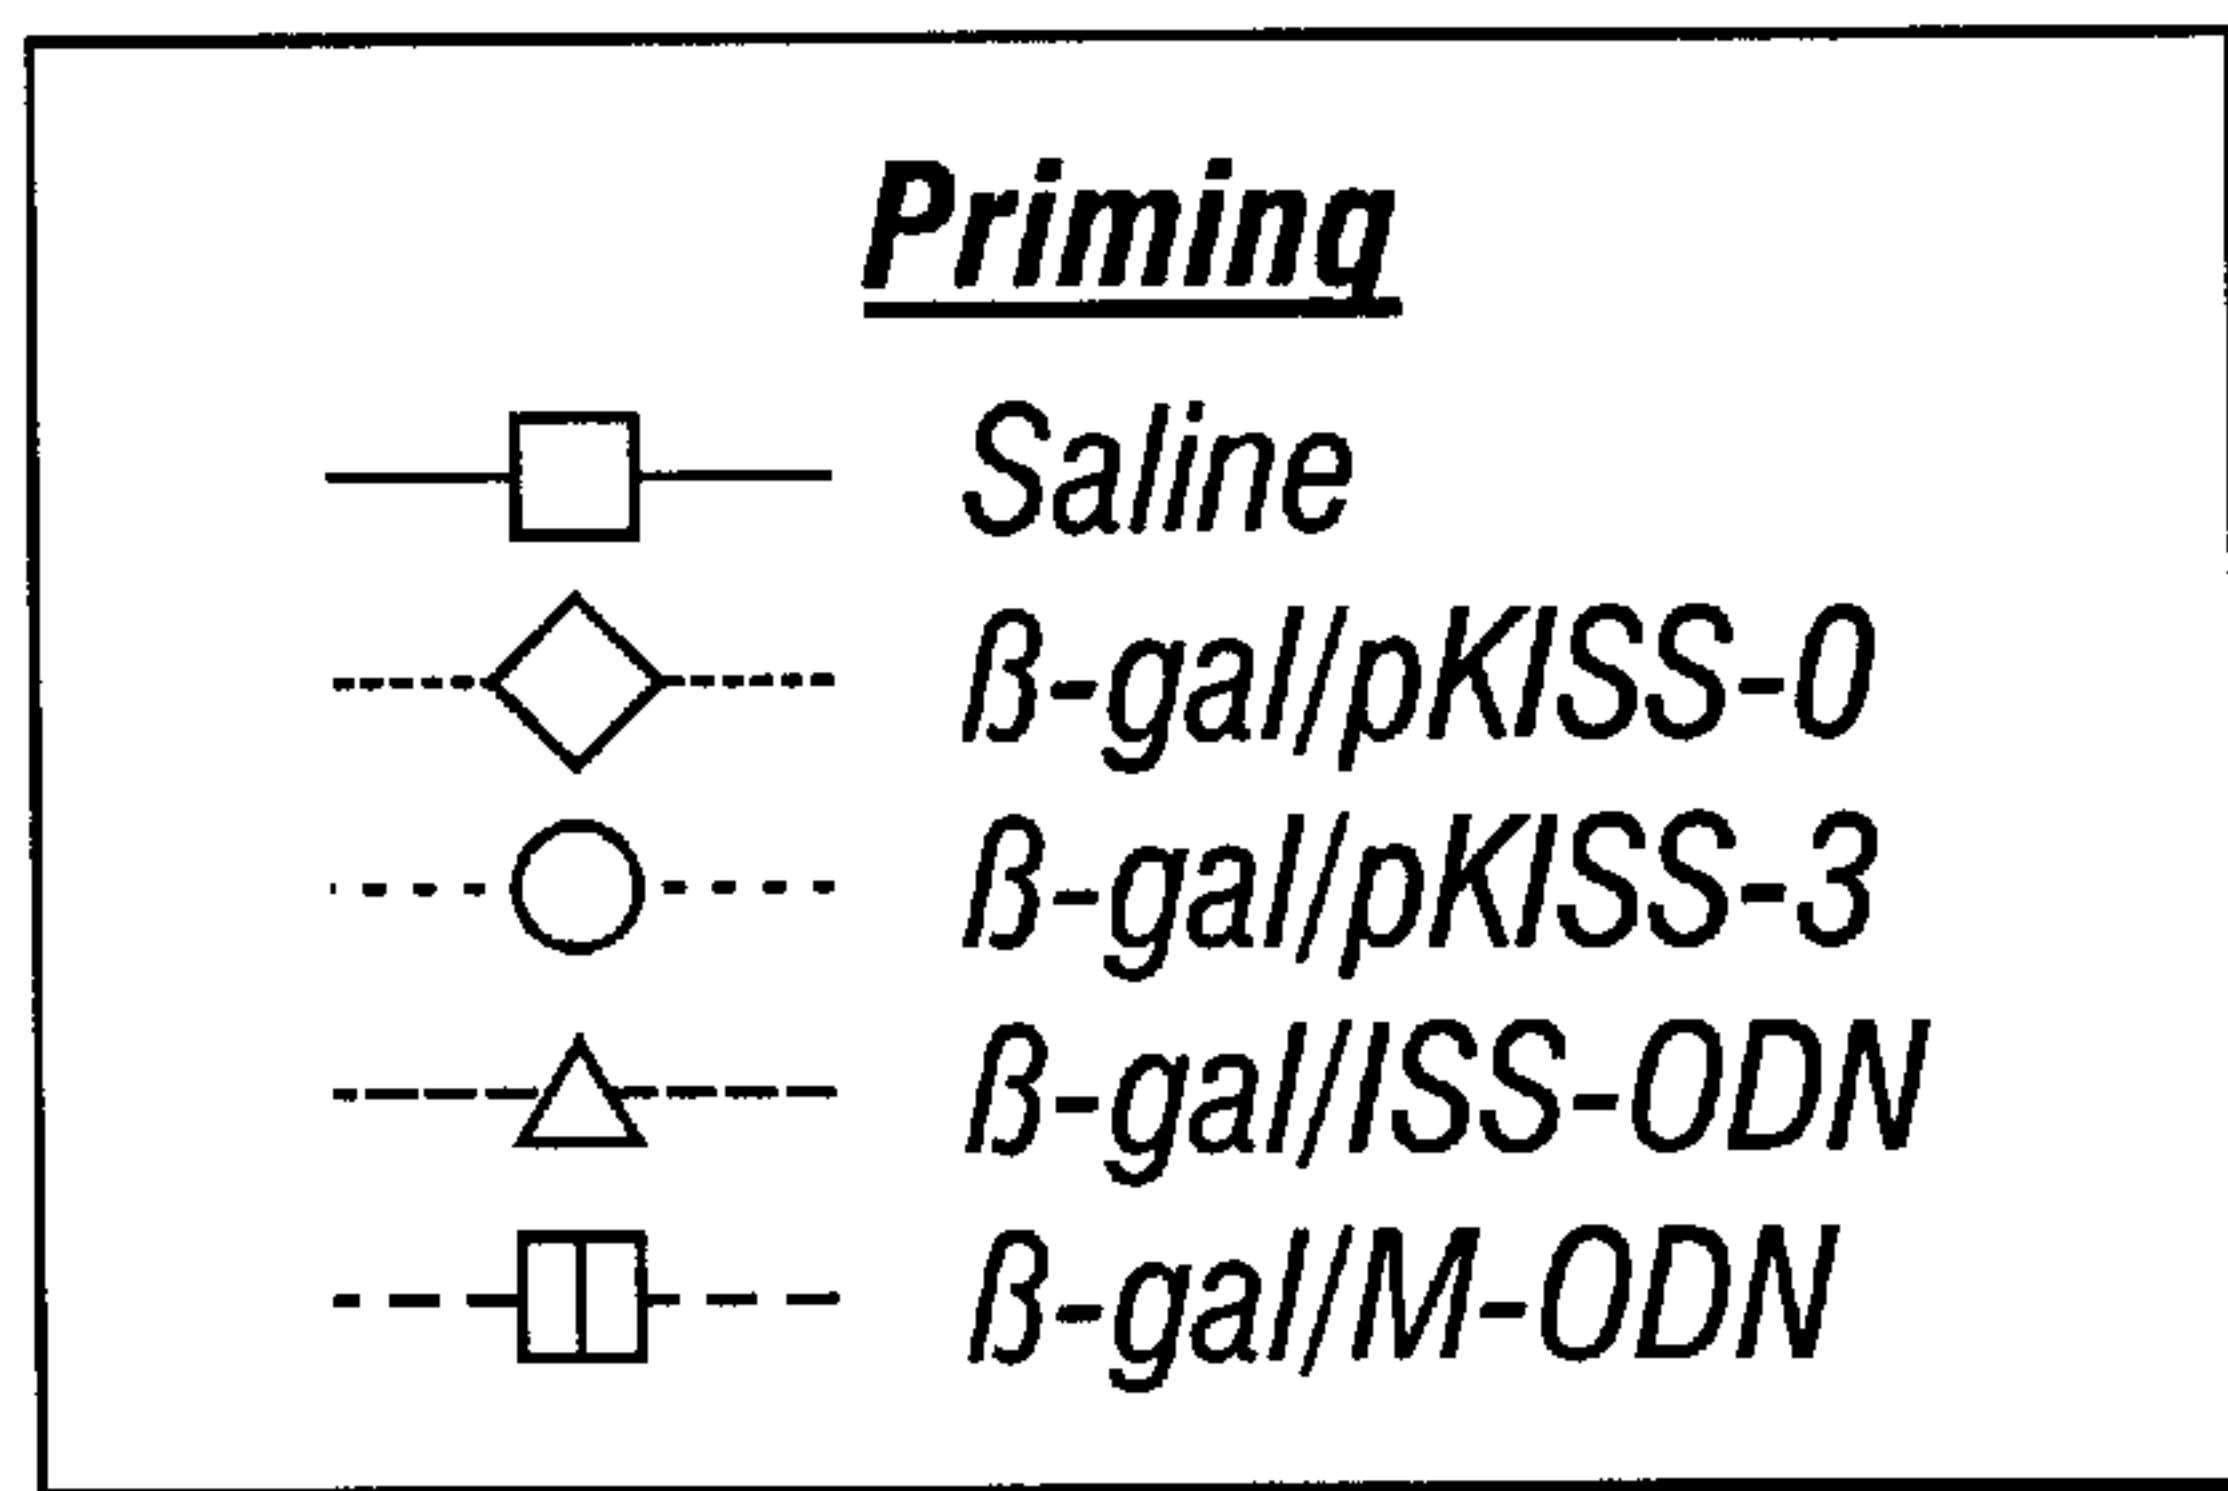 Priming
Saline
ß-gal/pKISS-0
ß-gal/pKISS-3
ß-gal/ISS-ODN
ß-gal/M-ODN